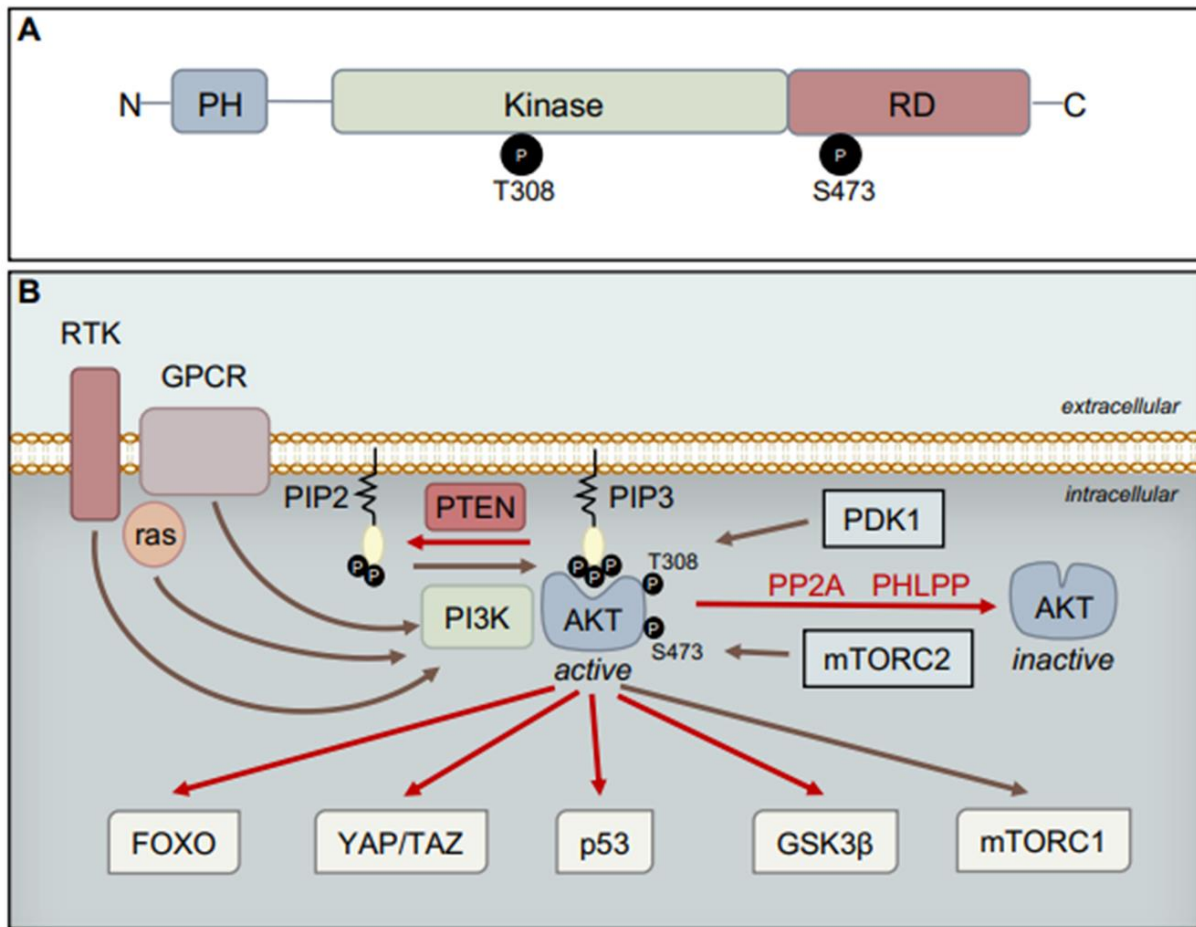 A
N PH Kinase RD C
P P
T308 S473
B
RTK
GPCR
extracellular
intracellular
PIP2 PTEN PIP3 PDK1
ras
P P P P P
T308
P
PP2A PHLPP
PI3K AKT AKT
P
S473
active mTORC2 inactive
FOXO YAP/TAZ p53 GSK3β mTORC1